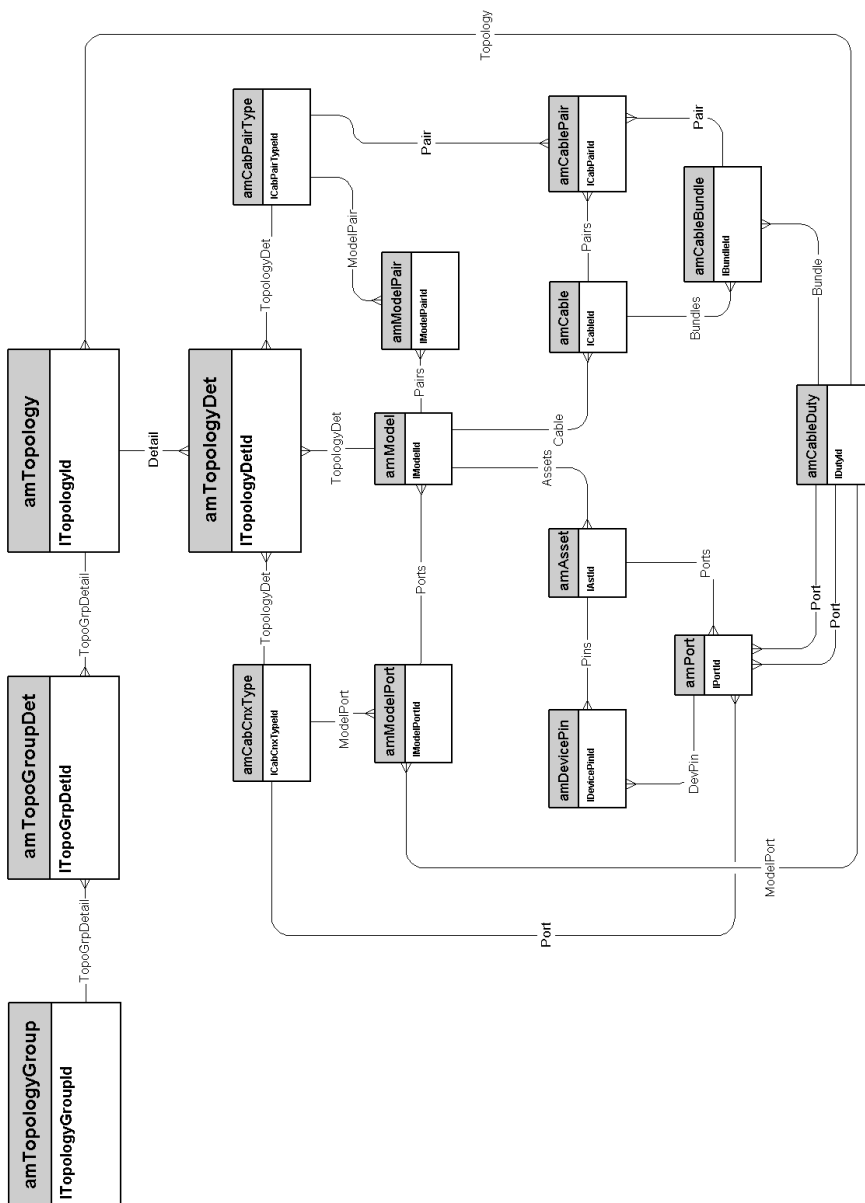 amTopologyGroup
lTopologyGroupId
TopoGrpDetail
amTopoGroupDet
lTopoGrpDetId
TopoGrpDetail
amTopology
lTopologyId
Detail
amTopologyDet
lTopologyDetId
amCabCnxType
lCabCnxTypeId
TopologyDet
TopologyDet
amCabPairType
lCabPairTypeId
ModelPort
TopologyDet
ModelPair
amModelPort
lModelPortId
Ports
amModel
lModelId
Pairs
amModelPair
lModelPairId
Pair
Topology
Port
Assets
Cable
amDevicePin
lDevicePinId
Pins
amAsset
lAstId
amCable
lCableId
Pairs
amCablePair
lCabPairId
DevPin
Ports
Bundles
Pair
amPort
lPortId
amCableBundle
lBundleId
ModelPort
Port
Port
Bundle
amCableDuty
lDutyId